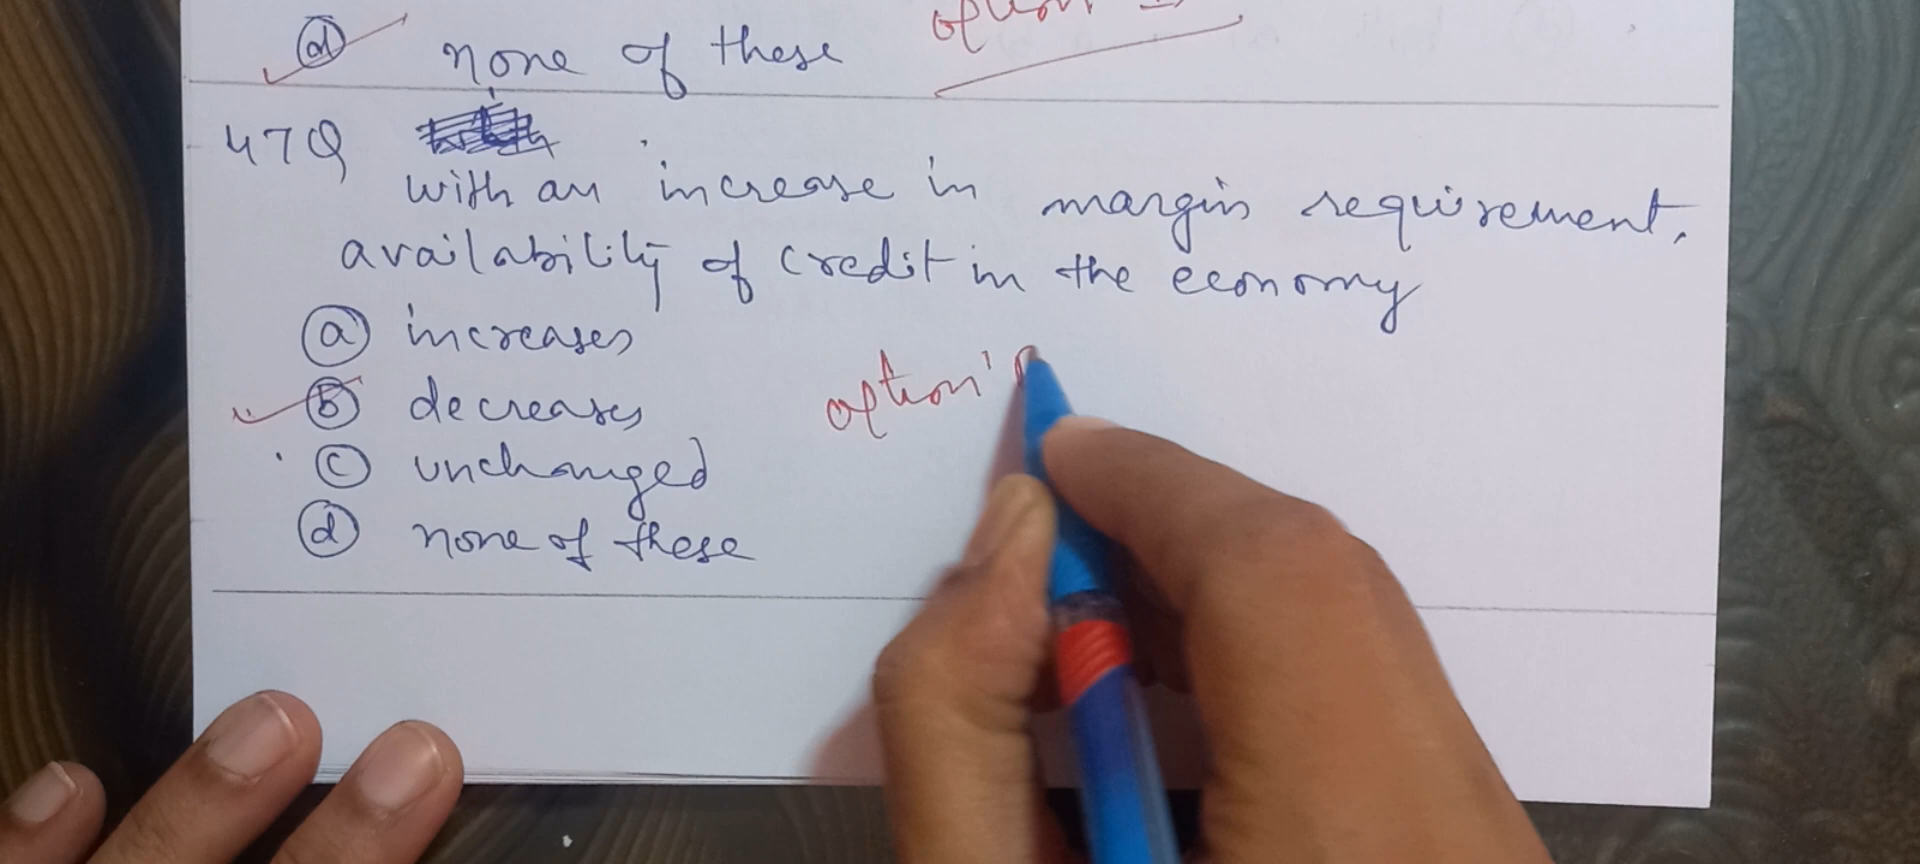 option
(d) none of these
47Q
with an increase in margin requirement,
availability of credit in the economy
(a) increases
(b) decreases
option
(c) unchanged
(d) none of these